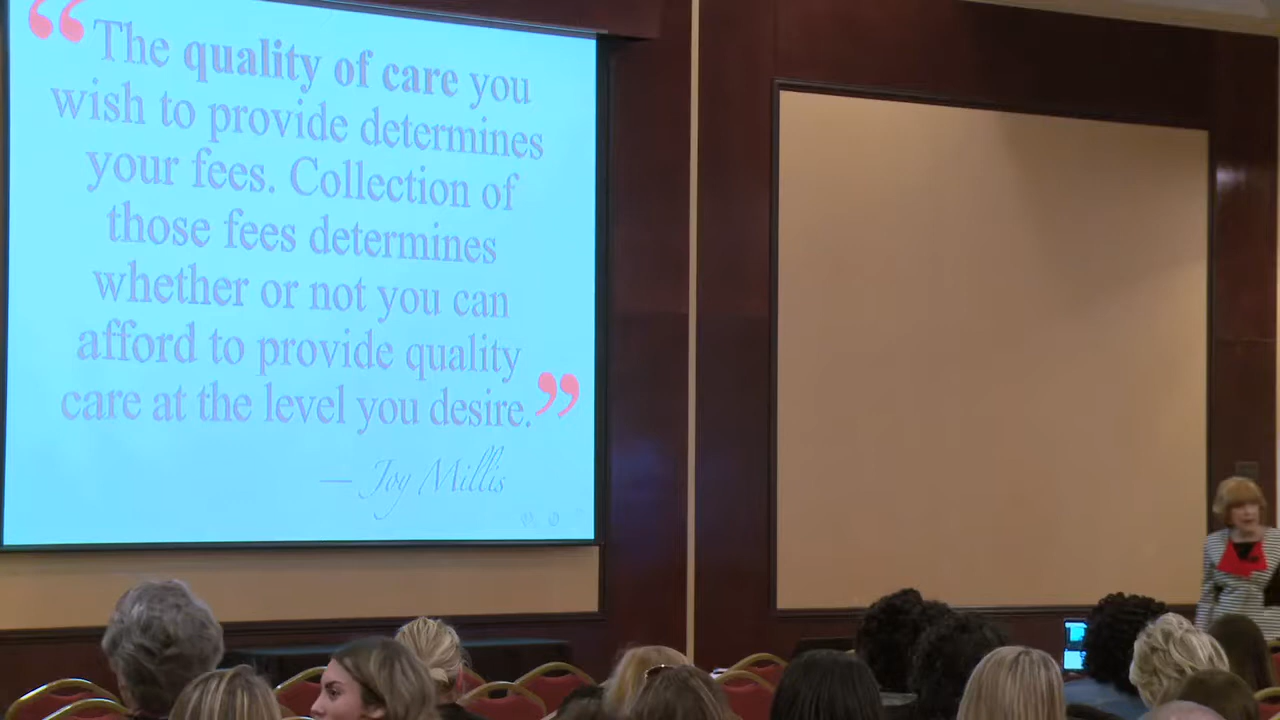 “The quality of care you
wish to provide determines
your fees. Collection of
those fees determines
whether or not you can
afford to provide quality
care at the level you desire.”
— Joy Millis